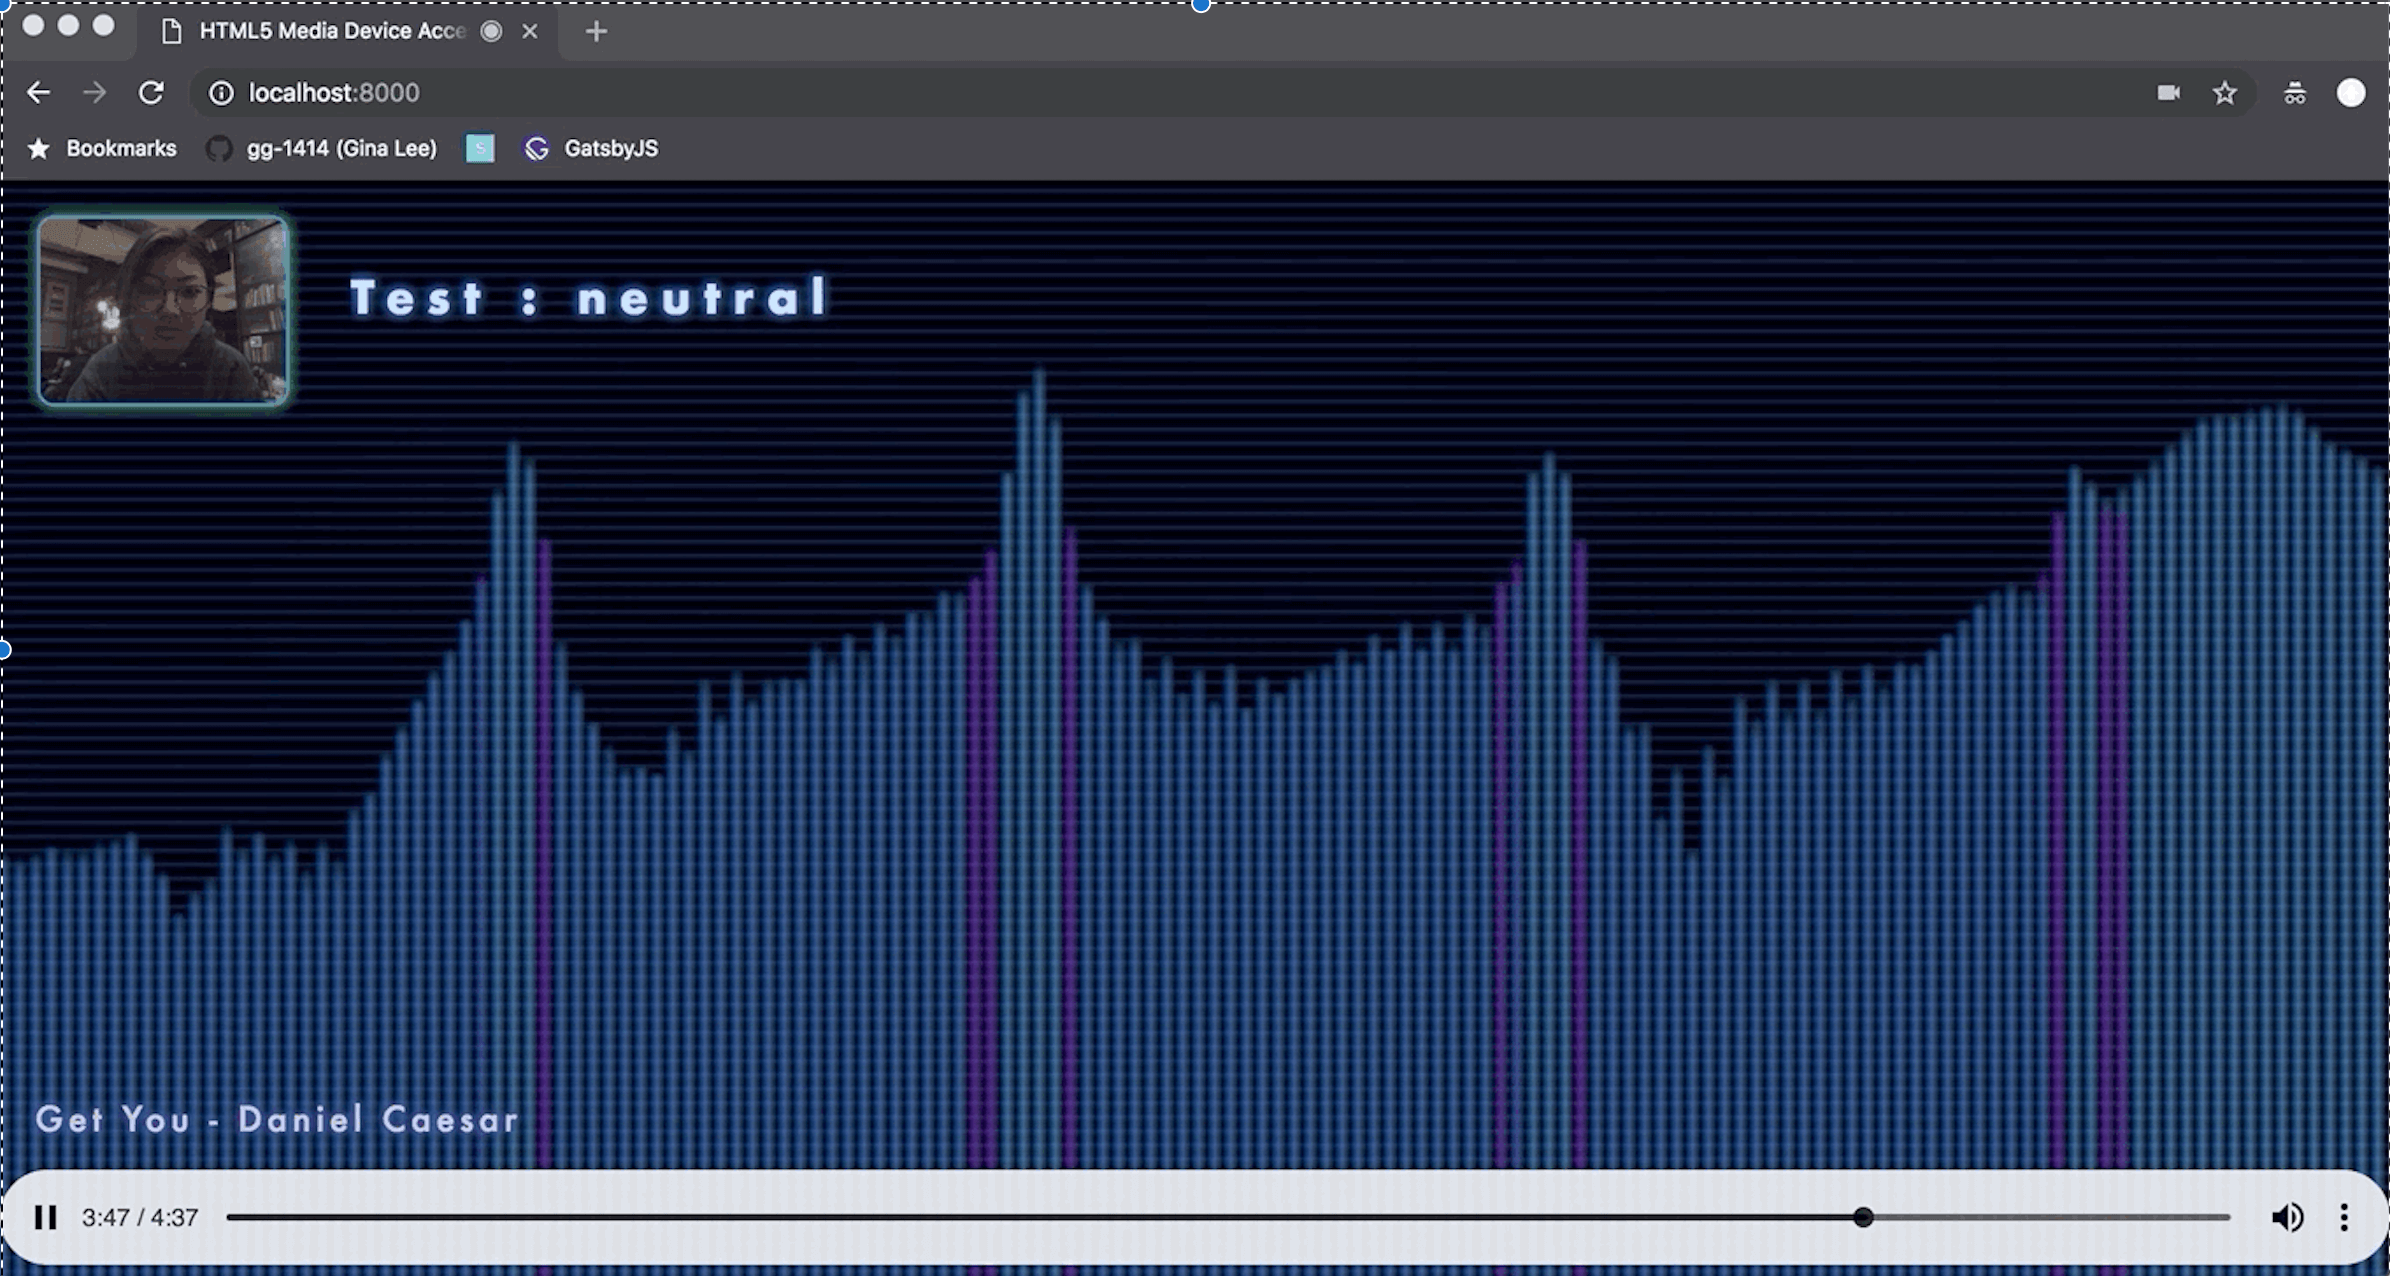 HTML5 Media Device Acce
localhost:8000
Bookmarks
gg-1414 (Gina Lee)
S
GatsbyJS
Test : neutral
Get You - Daniel Caesar
3:47 / 4:37